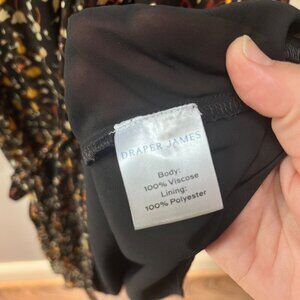 DRAPER JAMES
Body:
100% Viscose
Lining:
100% Polyester